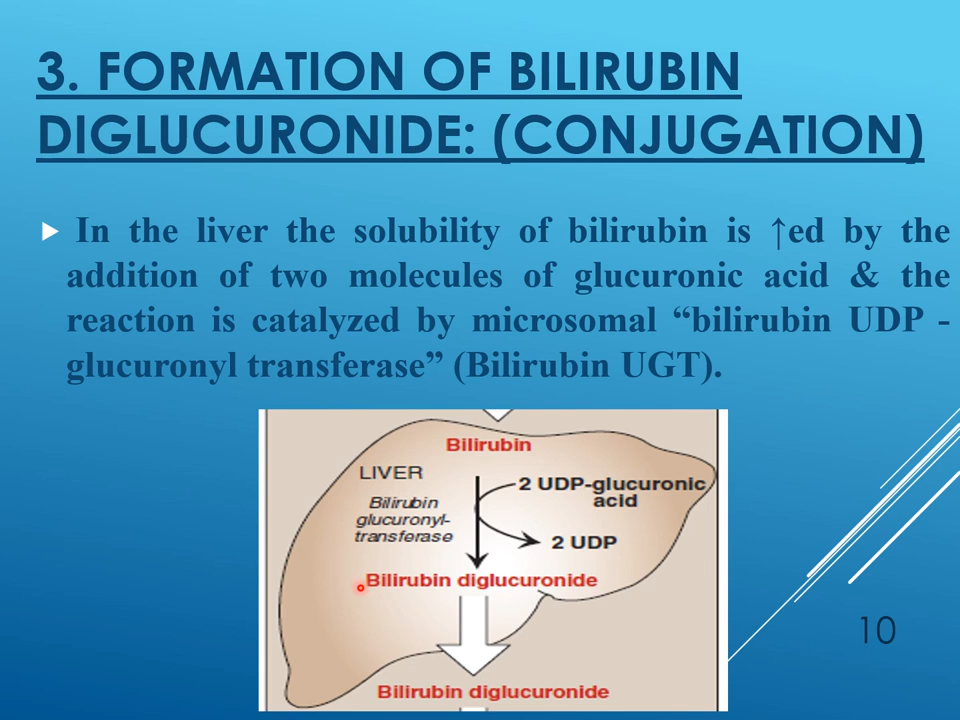 3. FORMATION OF BILIRUBIN
DIGLUCURONIDE: (CONJUGATION)
In the liver the solubility of bilirubin is ↑ed by the
addition of two molecules of glucuronic acid & the
reaction is catalyzed by microsomal “bilirubin UDP -
glucuronyl transferase” (Bilirubin UGT).
Bilirubin
LIVER
2 UDP-glucuronic
acid
Bilirubin
glucuronyl-
transferase
2 UDP
Bilirubin diglucuronide
Bilirubin diglucuronide
10